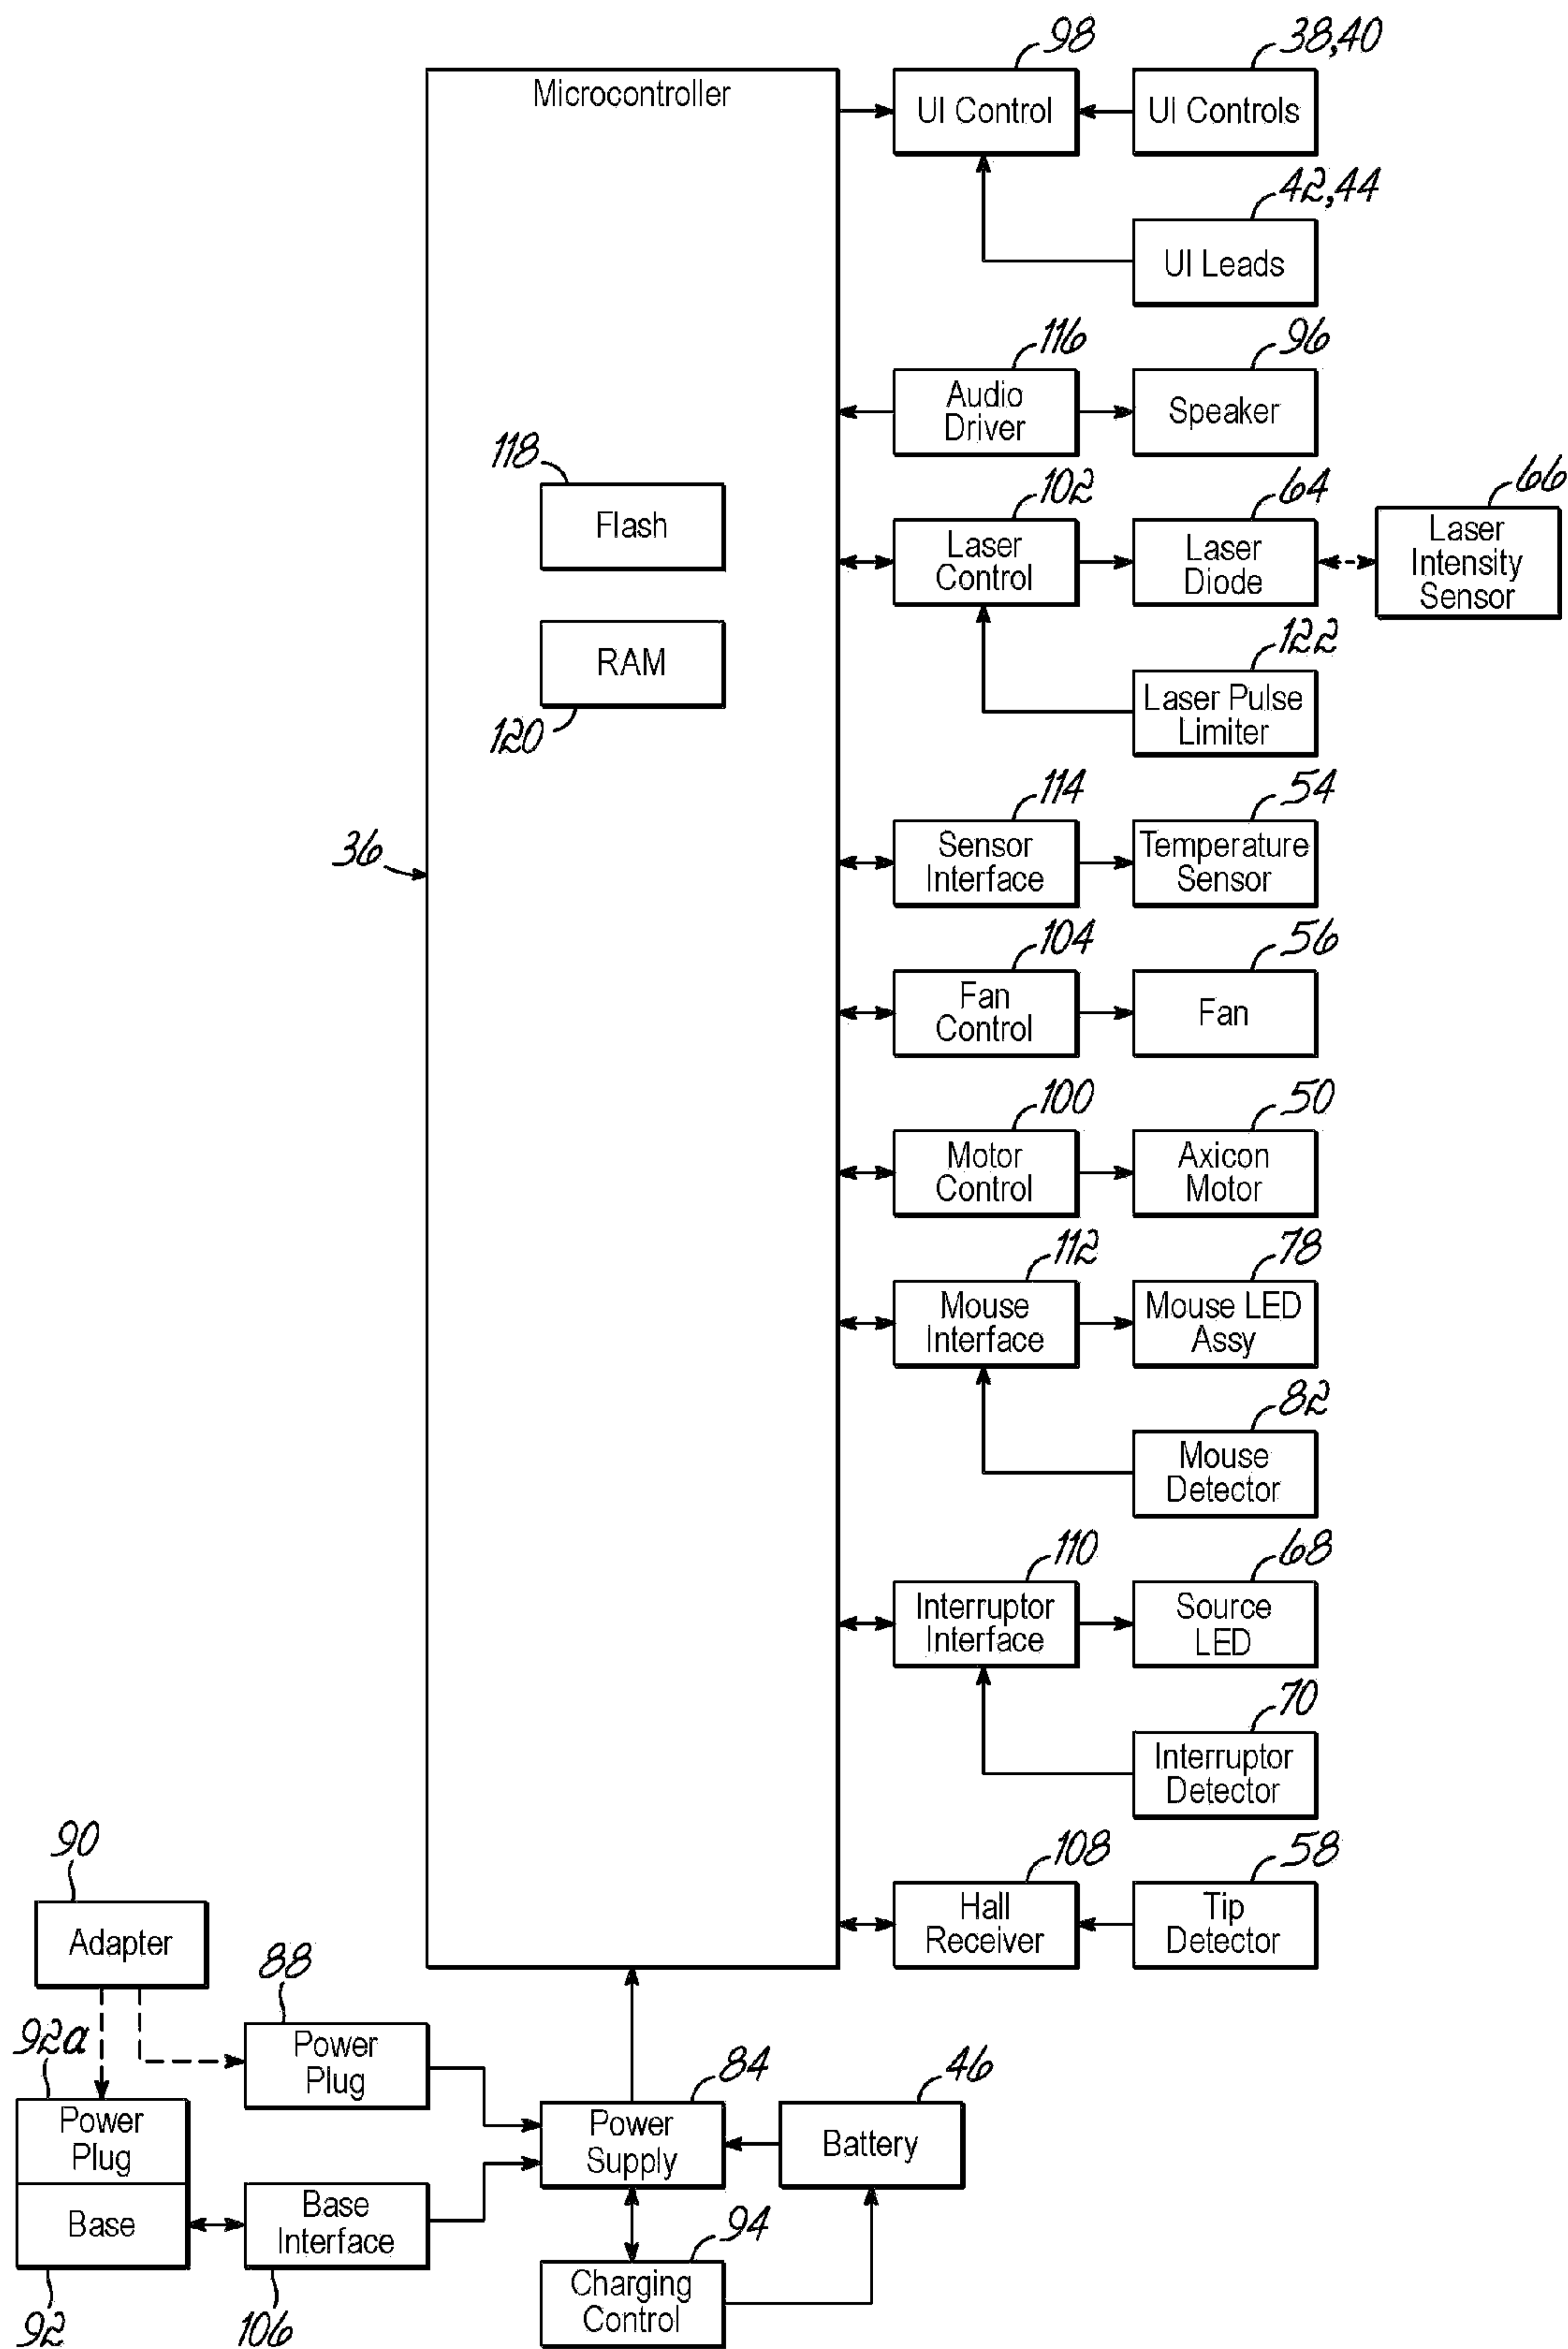 98
38,40
Microcontroller
UI Control
UI Controls
42,44
UI Leads
116
96
Audio
Driver
Speaker
118
Flash
102
64
66
Laser
Control
Laser
Diode
Laser
Intensity
Sensor
RAM
120
122
Laser Pulse
Limiter
36
114
54
Sensor
Interface
Temperature
Sensor
104
56
Fan
Control
Fan
100
50
Motor
Control
Axicon
Motor
112
78
Mouse
Interface
Mouse LED
Assy
82
Mouse
Detector
110
68
Interruptor
Interface
Source
LED
70
Interruptor
Detector
108
58
Hall
Receiver
Tip
Detector
90
Adapter
88
92a
Power
Plug
Power
Plug
84
46
Power
Supply
Battery
Base
Base
Interface
92
106
94
Charging
Control